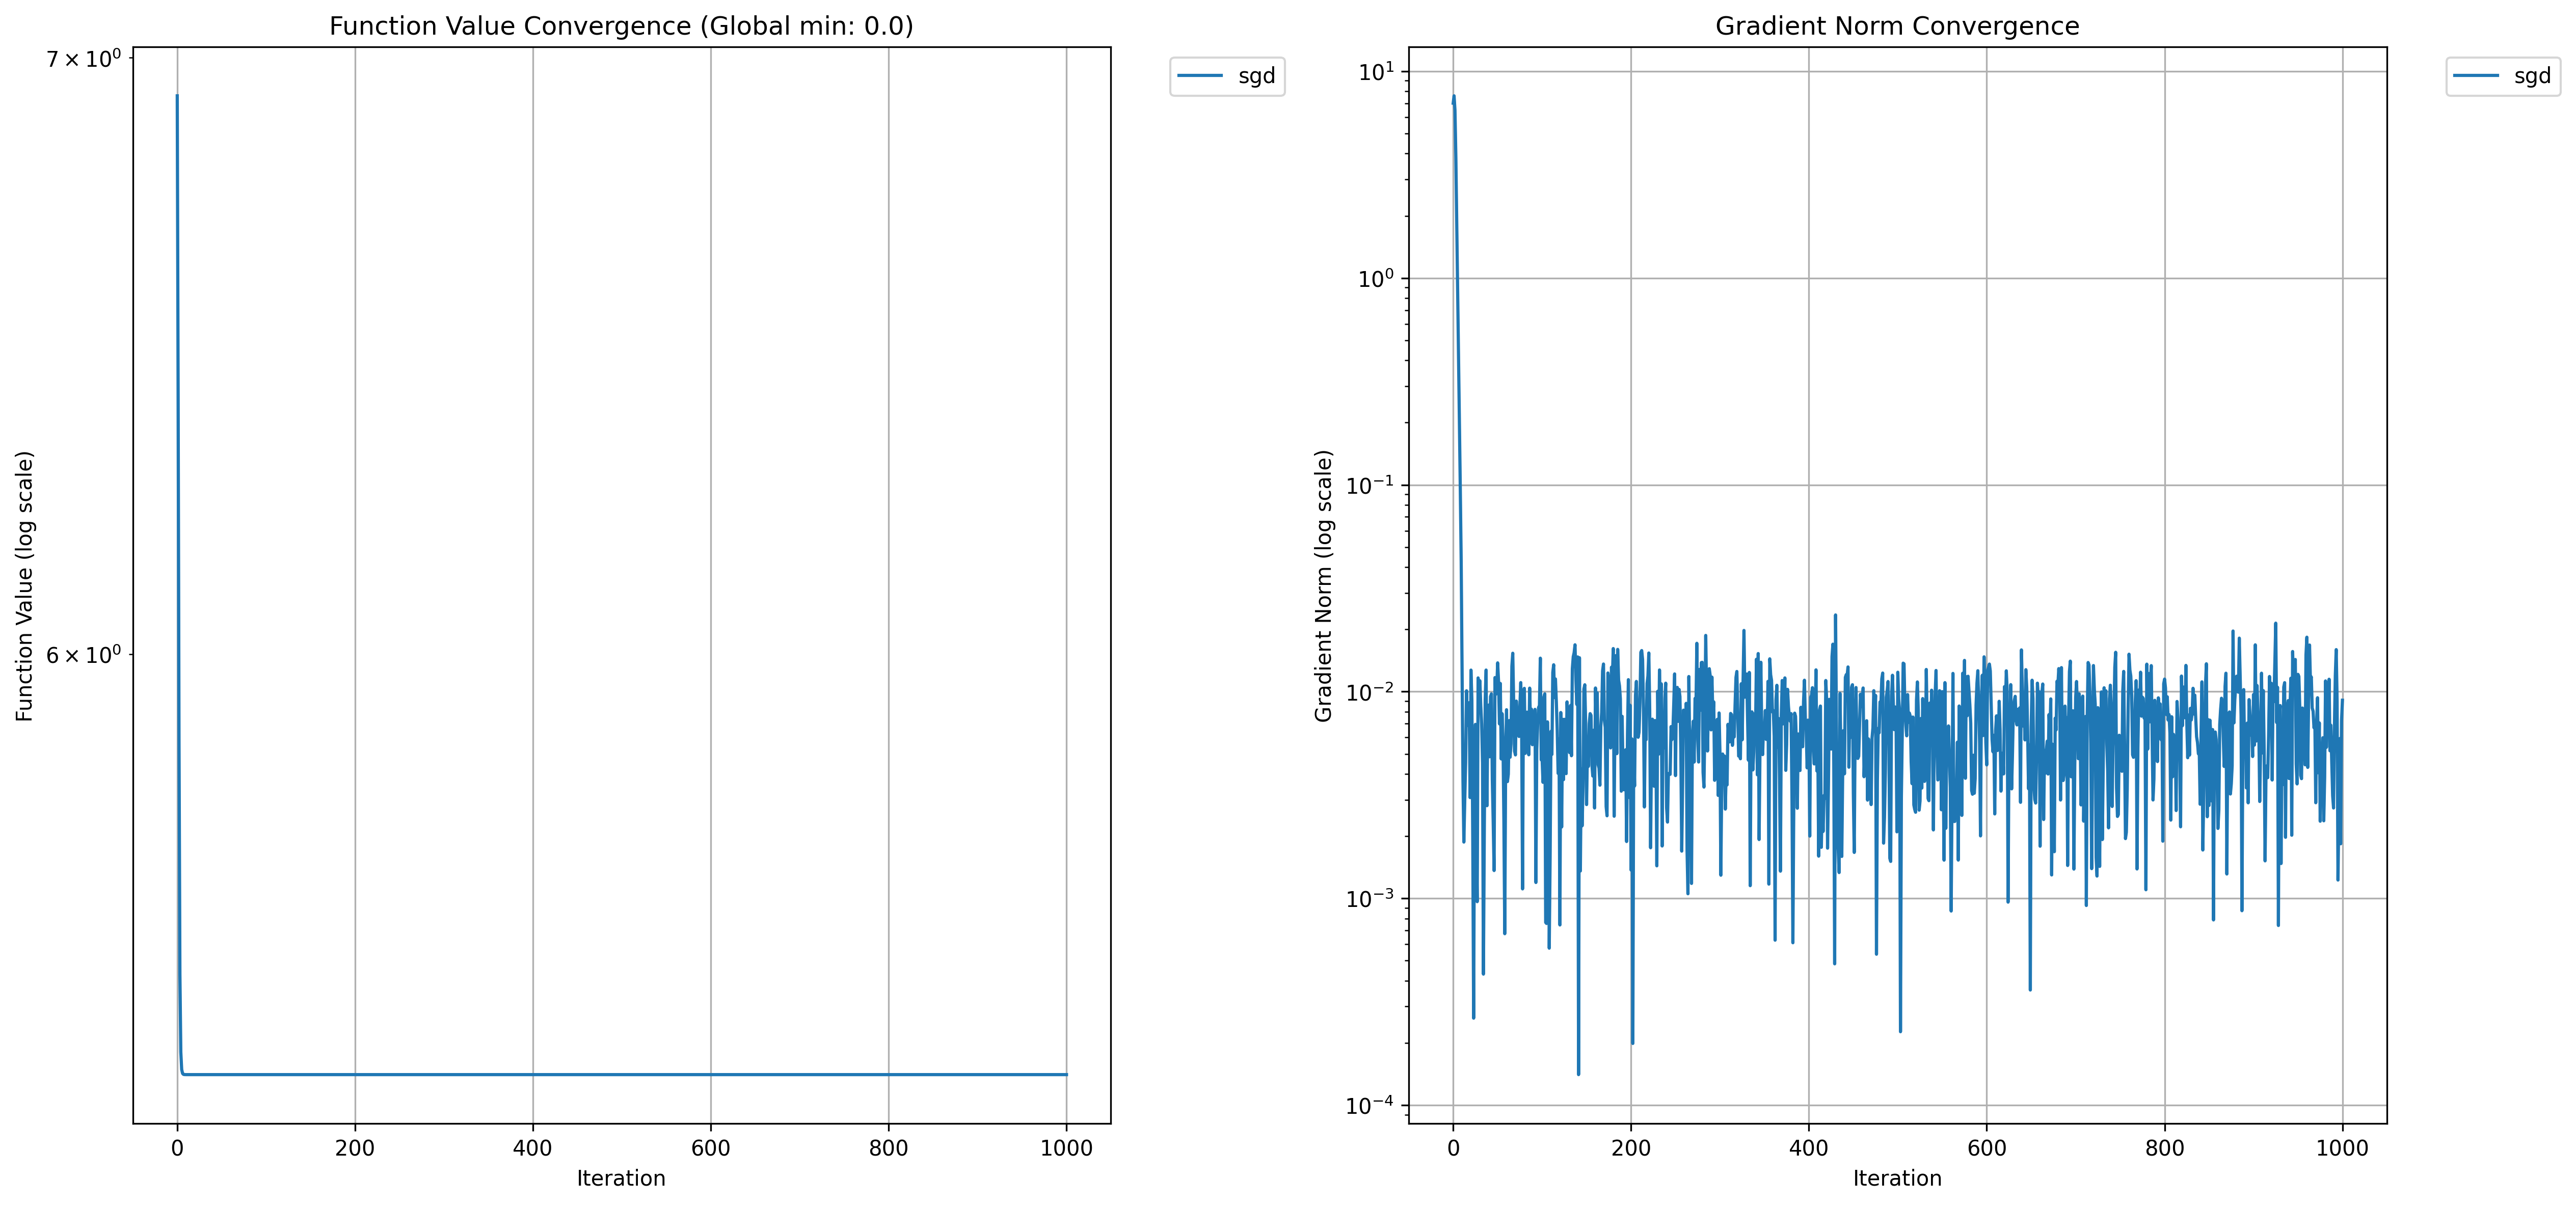 Function Value Convergence (Global min: 0.0)
7 × 10⁰
6 × 10⁰
Function Value (log scale)
0 200 400 600 800 1000
Iteration
sgd
Gradient Norm Convergence
10¹
10⁰
10⁻¹
10⁻²
10⁻³
10⁻⁴
Gradient Norm (log scale)
0 200 400 600 800 1000
Iteration
sgd